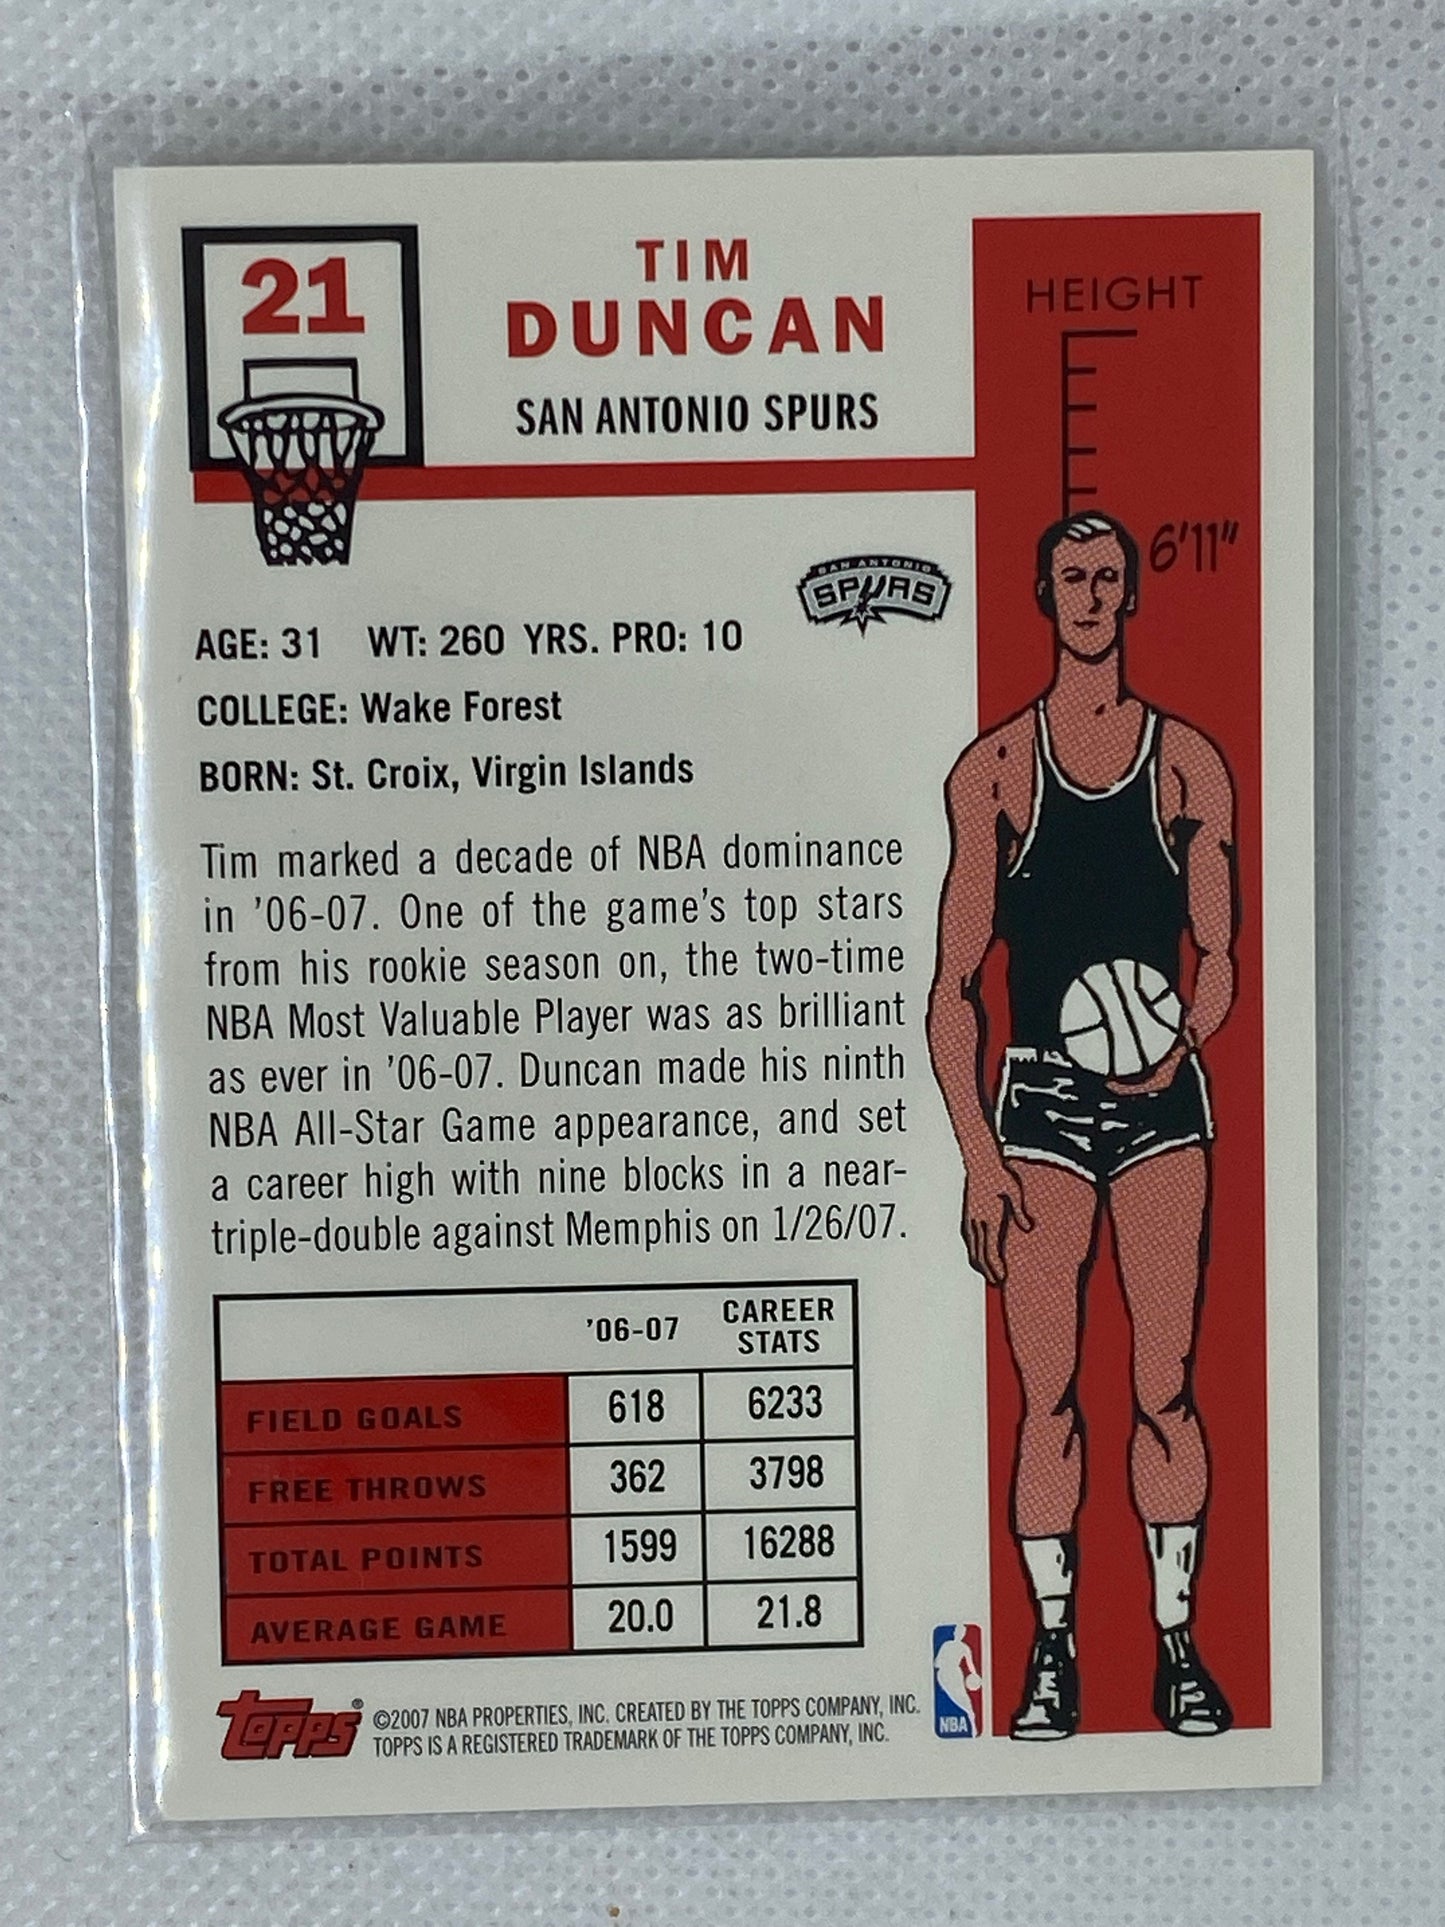 21
TIM
DUNCAN
SAN ANTONIO SPURS
HEIGHT
6'11"
SAN ANTONIO
SPURS
AGE: 31 WT: 260 YRS. PRO: 10
COLLEGE: Wake Forest
BORN: St. Croix, Virgin Islands
Tim marked a decade of NBA dominance
in '06-07. One of the game's top stars
from his rookie season on, the two-time
NBA Most Valuable Player was as brilliant
as ever in '06-07. Duncan made his ninth
NBA All-Star Game appearance, and set
a career high with nine blocks in a near-
triple-double against Memphis on 1/26/07.
'06-07 CAREER STATS
FIELD GOALS 618 6233
FREE THROWS 362 3798
TOTAL POINTS 1599 16288
AVERAGE GAME 20.0 21.8
Topps® ©2007 NBA PROPERTIES, INC. CREATED BY THE TOPPS COMPANY, INC.
TOPPS IS A REGISTERED TRADEMARK OF THE TOPPS COMPANY, INC.
NBA